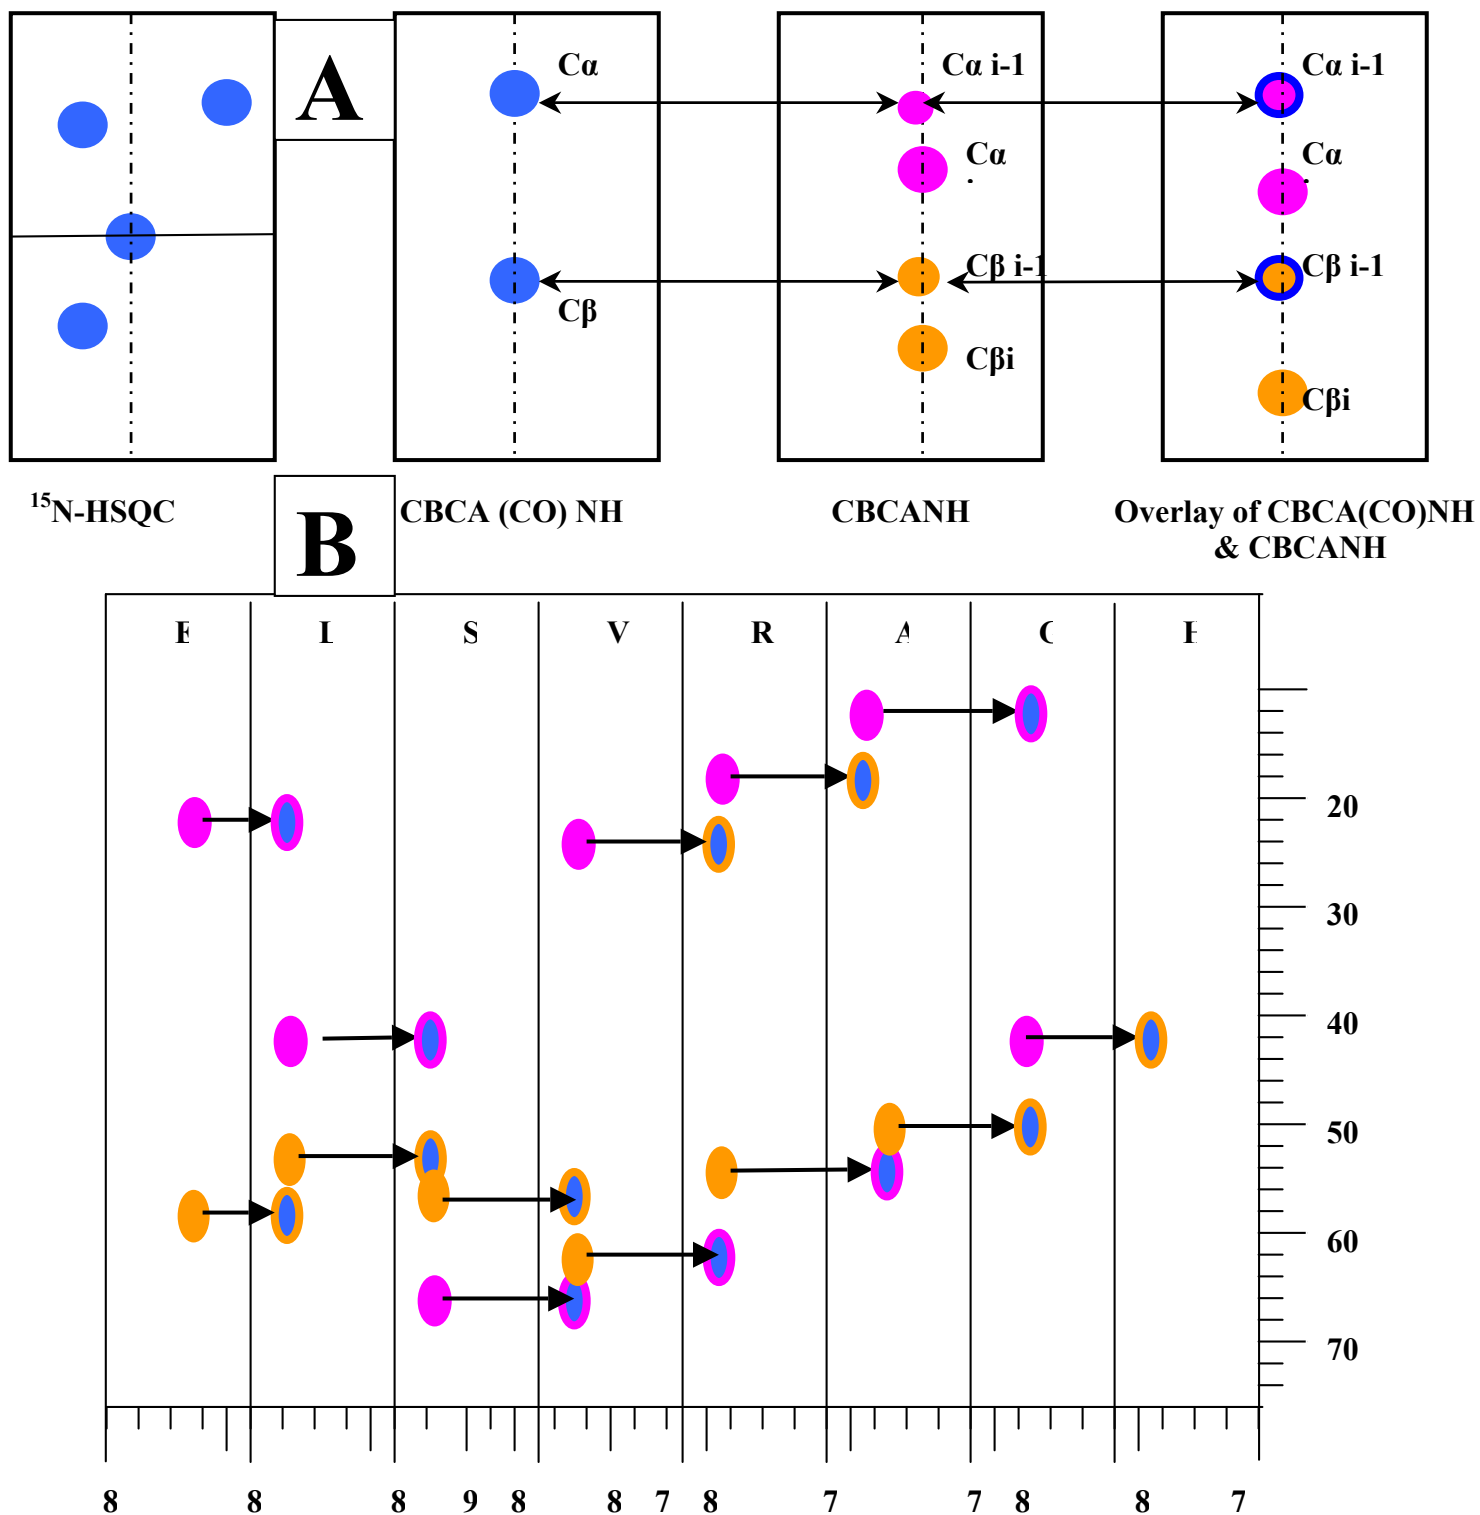 A
Cα
Cα i-1
Cα i-1
Cα
Cα
Cβ i-1
Cβ i-1
Cβ
Cβi
Cβi
¹⁵N-HSQC
CBCA (CO) NH
CBCANH
Overlay of CBCA(CO)NH
& CBCANH
B
S V R A
20
30
40
50
60
70
8 8 8 9 8 8 7 8 7 7 8 8 7